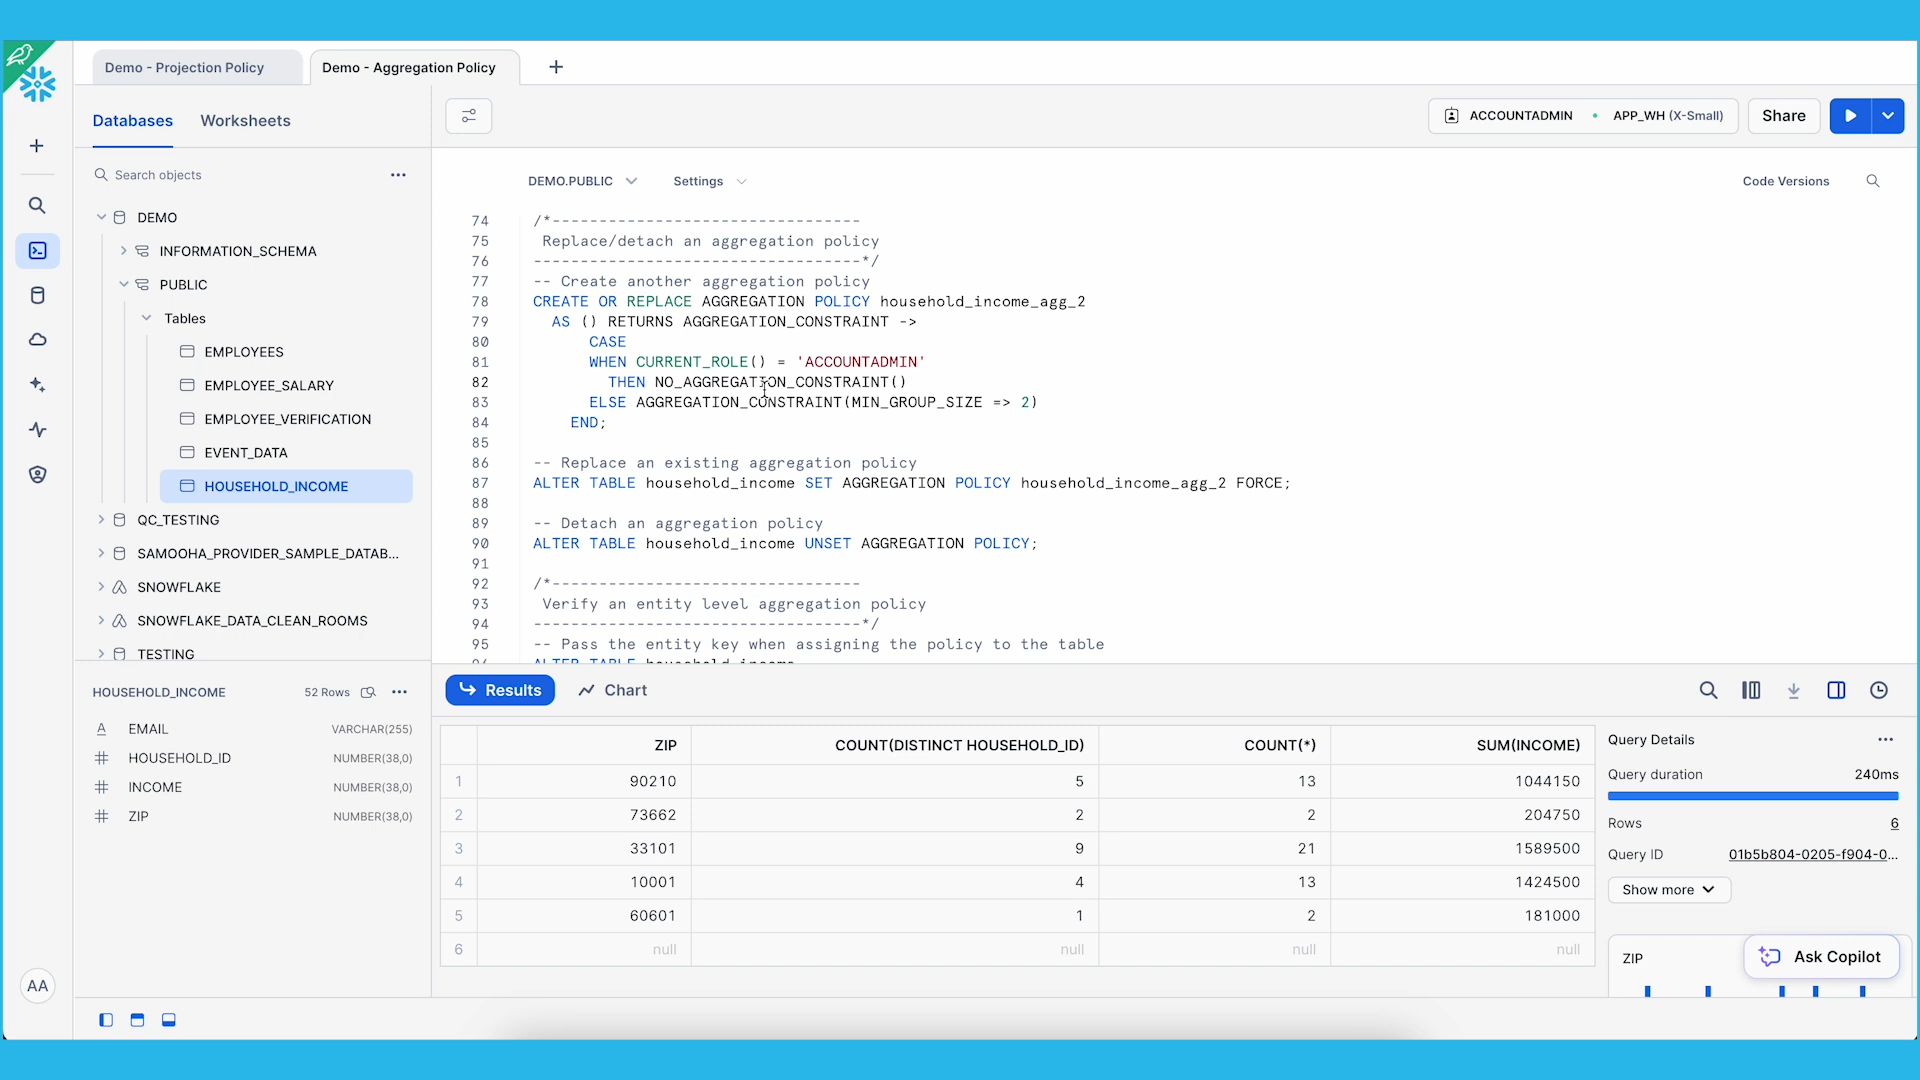 Demo - Projection Policy
Demo - Aggregation Policy
Databases
Worksheets
ACCOUNTADMIN
APP_WH (X-Small)
Share
Search objects
DEMO
INFORMATION_SCHEMA
PUBLIC
Tables
EMPLOYEES
EMPLOYEE_SALARY
EMPLOYEE_VERIFICATION
EVENT_DATA
HOUSEHOLD_INCOME
QC_TESTING
SAMOOHA_PROVIDER_SAMPLE_DATAB...
SNOWFLAKE
SNOWFLAKE_DATA_CLEAN_ROOMS
TESTING
HOUSEHOLD_INCOME 52 Rows
EMAIL VARCHAR(255)
HOUSEHOLD_ID NUMBER(38,0)
INCOME NUMBER(38,0)
ZIP NUMBER(38,0)
AA
DEMO.PUBLIC
Settings
Code Versions
74 /*---------------------------------
75 Replace/detach an aggregation policy
76 -----------------------------------*/
77 -- Create another aggregation policy
78 CREATE OR REPLACE AGGREGATION POLICY household_income_agg_2
79 AS () RETURNS AGGREGATION_CONSTRAINT ->
80 CASE
81 WHEN CURRENT_ROLE() = 'ACCOUNTADMIN'
82 THEN NO_AGGREGATION_CONSTRAINT()
83 ELSE AGGREGATION_CONSTRAINT(MIN_GROUP_SIZE => 2)
84 END;
85
86 -- Replace an existing aggregation policy
87 ALTER TABLE household_income SET AGGREGATION POLICY household_income_agg_2 FORCE;
88
89 -- Detach an aggregation policy
90 ALTER TABLE household_income UNSET AGGREGATION POLICY;
91
92 /*---------------------------------
93 Verify an entity level aggregation policy
94 -----------------------------------*/
95 -- Pass the entity key when assigning the policy to the table
96 ALTER TABLE household_income
Results
Chart
ZIP COUNT(DISTINCT HOUSEHOLD_ID) COUNT(*) SUM(INCOME)
1 90210 5 13 1044150
2 73662 2 2 204750
3 33101 9 21 1589500
4 10001 4 13 1424500
5 60601 1 2 181000
6 null null null null
Query Details
Query duration 240ms
Rows 6
Query ID 01b5b804-0205-f904-0...
Show more
ZIP
Ask Copilot